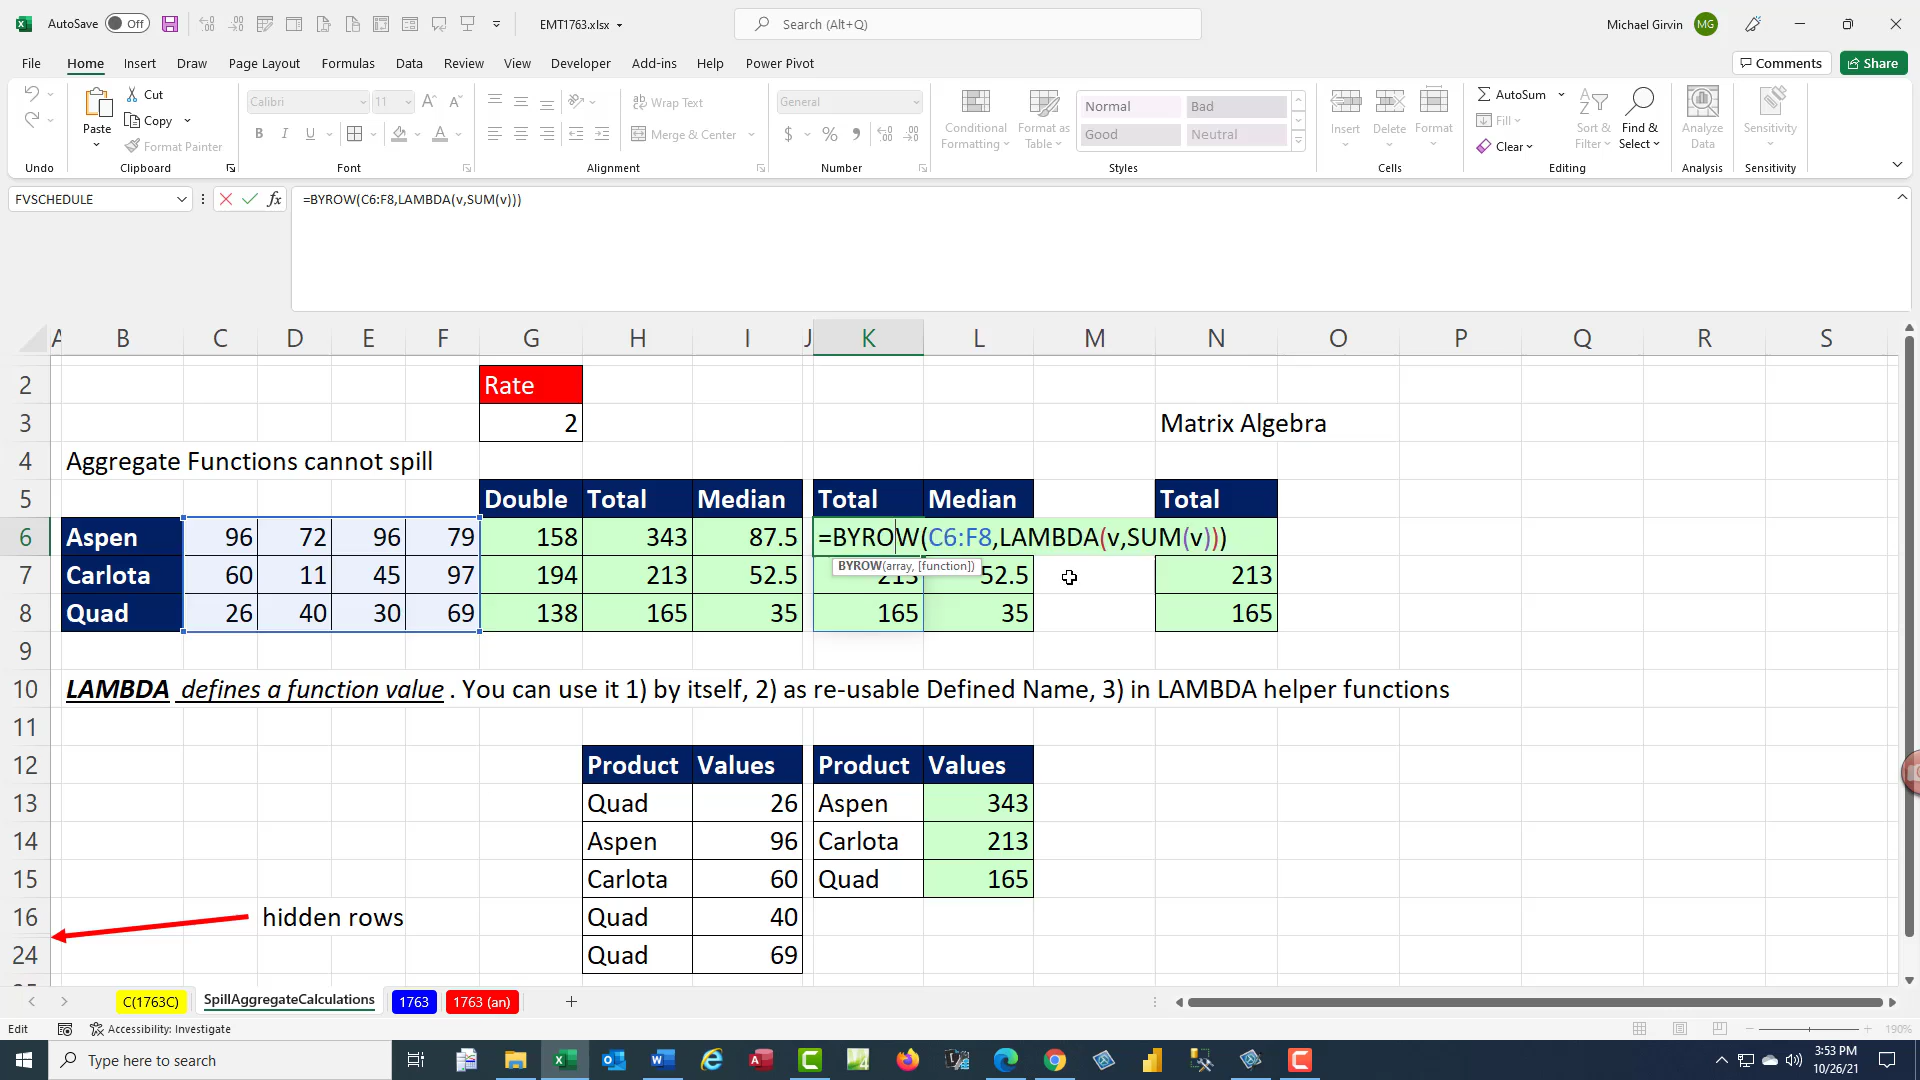 AutoSave Off EMT1763.xlsx Search (Alt+Q) Michael Girvin MG
File Home Insert Draw Page Layout Formulas Data Review View Developer Add-ins Help Power Pivot Comments Share
Cut Calibri 11 Wrap Text General Normal Bad AutoSum
Paste Copy Conditional Formatting Format as Table Good Neutral Insert Delete Format Fill Sort & Filter Find & Select Analyze Data Sensitivity
Format Painter Merge & Center Clear
Undo Clipboard Font Alignment Number Styles Cells Editing Analysis Sensitivity
FVSCHEDULE fx =BYROW(C6:F8,LAMBDA(v,SUM(v)))
A B C D E F G H I J K L M N O P Q R S
2 Rate
3 2 Matrix Algebra
4 Aggregate Functions cannot spill
5 Double Total Median Total Median Total
6 Aspen 96 72 96 79 158 343 87.5 =BYROW(C6:F8,LAMBDA(v,SUM(v)))
BYROW(array, [function])
7 Carlota 60 11 45 97 194 213 52.5 213 52.5 213
8 Quad 26 40 30 69 138 165 35 165 35 165
9
10 LAMBDA defines a function value . You can use it 1) by itself, 2) as re-usable Defined Name, 3) in LAMBDA helper functions
11
12 Product Values Product Values
13 Quad 26 Aspen 343
14 Aspen 96 Carlota 213
15 Carlota 60 Quad 165
16 hidden rows Quad 40
24 Quad 69
C(1763C) SpillAggregateCalculations 1763 1763 (an)
Edit Accessibility: Investigate 190%
Type here to search 3:53 PM
10/26/21